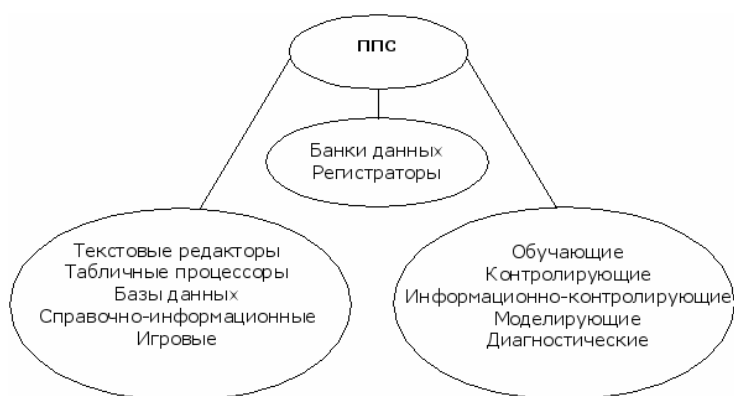 ППС
Банки данных
Регистраторы
Текстовые редакторы
Табличные процессоры
Базы данных
Справочно-информационные
Игровые
Обучающие
Контролирующие
Информационно-контролирующие
Моделирующие
Диагностические